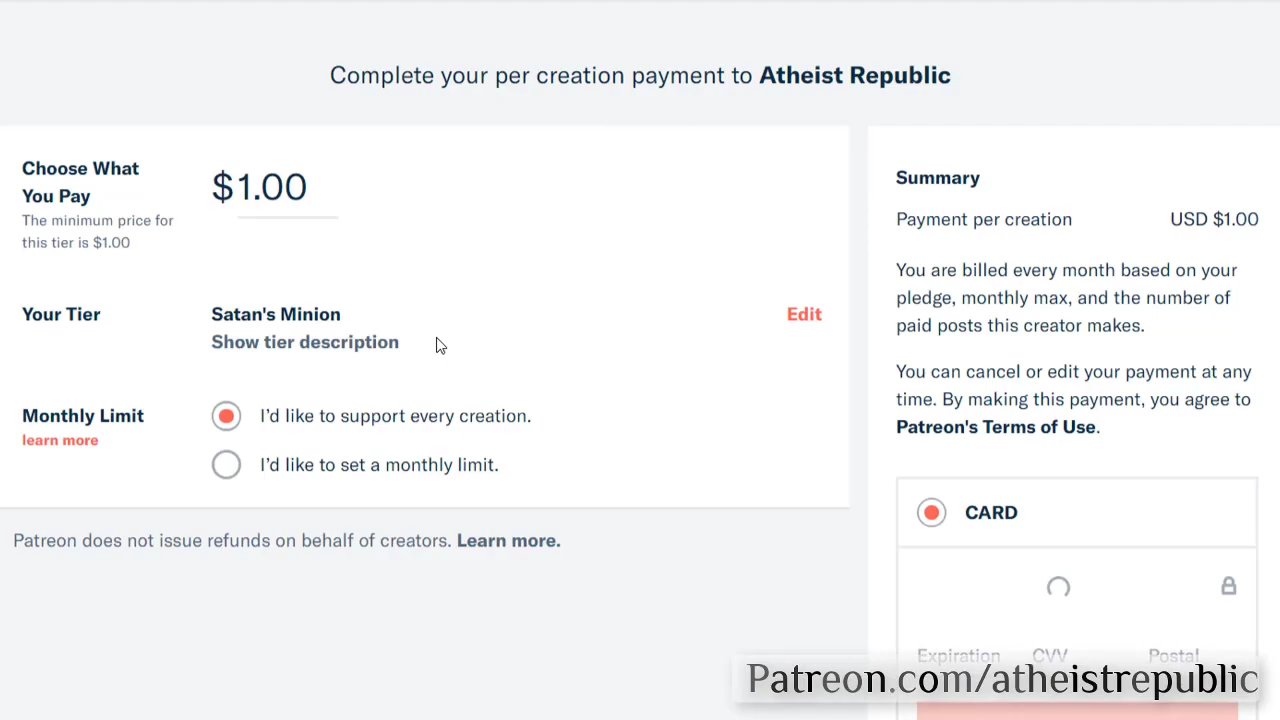 Complete your per creation payment to Atheist Republic
Choose What
You Pay
The minimum price for
this tier is $1.00
$1.00
Your Tier
Satan's Minion
Show tier description
Edit
Monthly Limit
learn more
I'd like to support every creation.
I'd like to set a monthly limit.
Patreon does not issue refunds on behalf of creators. Learn more.
Summary
Payment per creation USD $1.00
You are billed every month based on your
pledge, monthly max, and the number of
paid posts this creator makes.
You can cancel or edit your payment at any
time. By making this payment, you agree to
Patreon's Terms of Use.
CARD
Expiration CVV Postal
Patreon.com/atheistrepublic